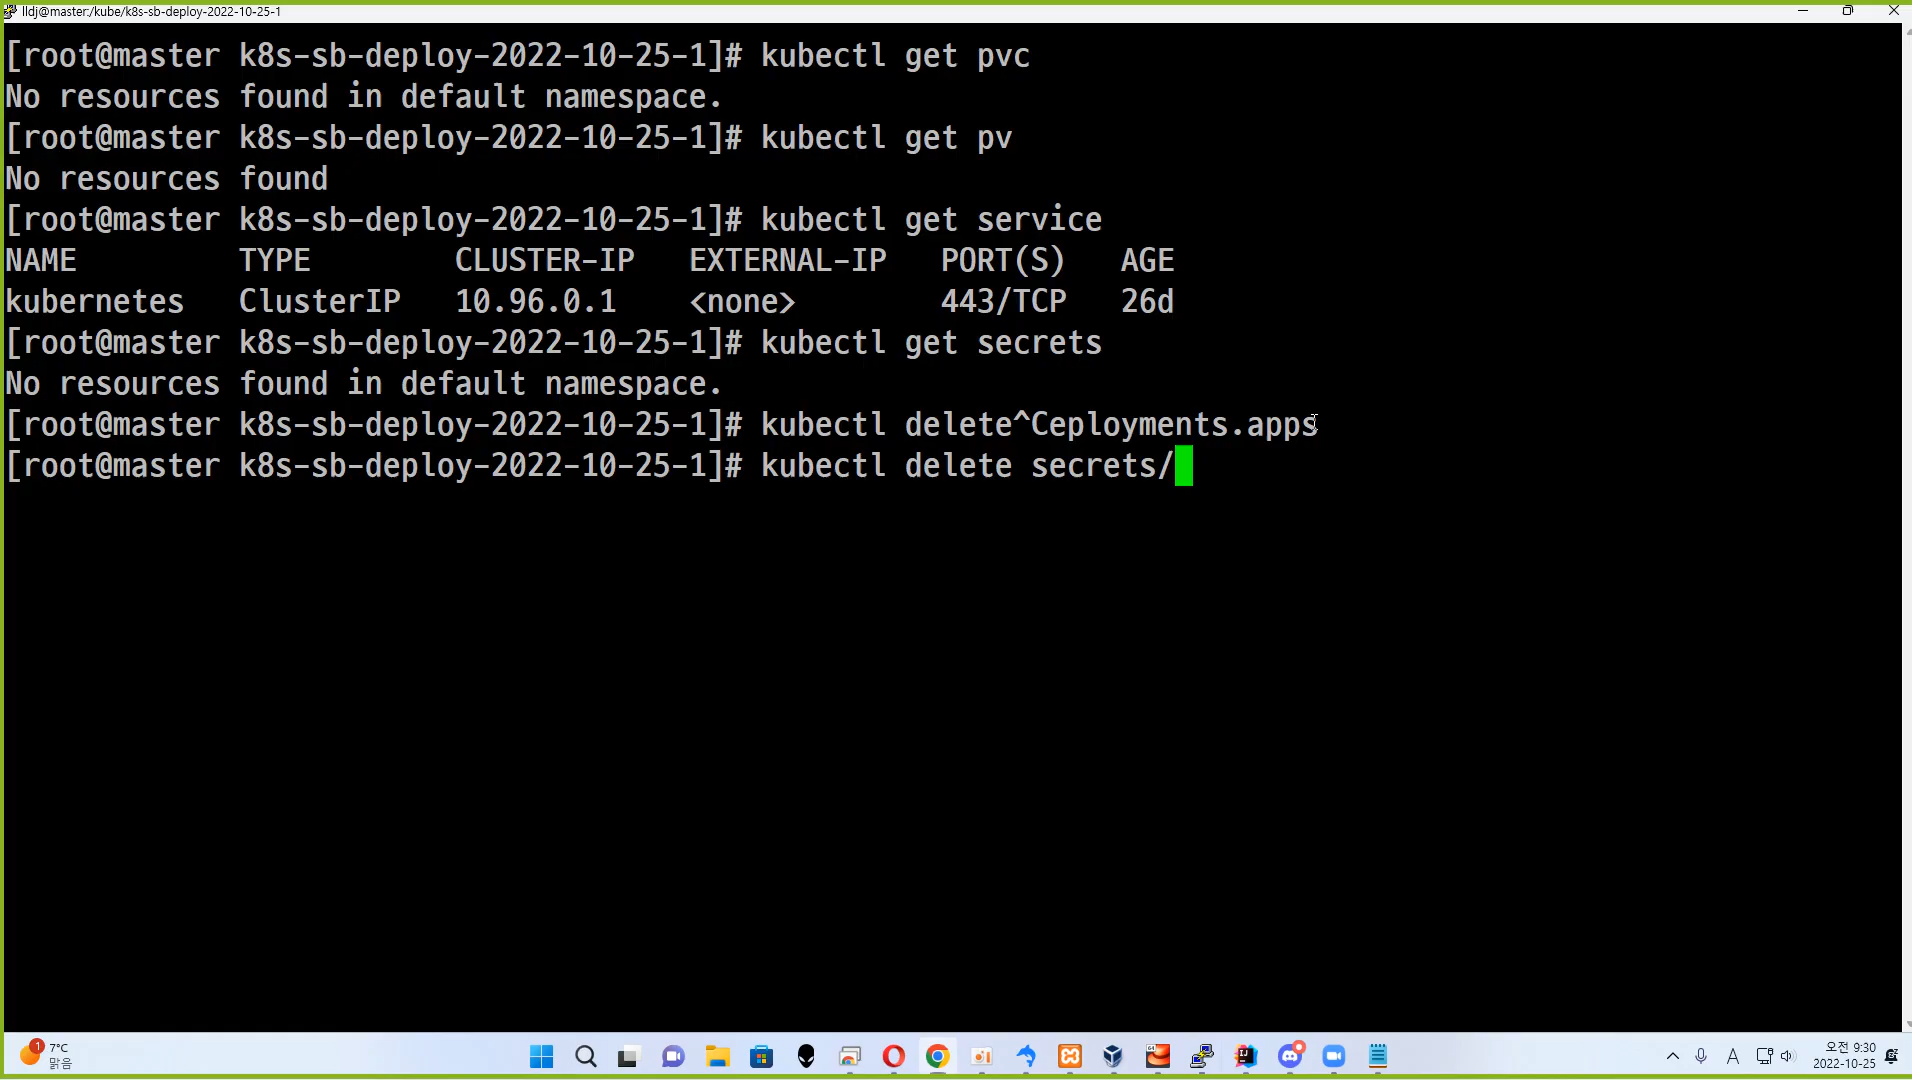 lldj@master:/kube/k8s-sb-deploy-2022-10-25-1
[root@master k8s-sb-deploy-2022-10-25-1]# kubectl get pvc
No resources found in default namespace.
[root@master k8s-sb-deploy-2022-10-25-1]# kubectl get pv
No resources found
[root@master k8s-sb-deploy-2022-10-25-1]# kubectl get service
NAME TYPE CLUSTER-IP EXTERNAL-IP PORT(S) AGE
kubernetes ClusterIP 10.96.0.1 <none> 443/TCP 26d
[root@master k8s-sb-deploy-2022-10-25-1]# kubectl get secrets
No resources found in default namespace.
[root@master k8s-sb-deploy-2022-10-25-1]# kubectl delete^Ceployments.apps
[root@master k8s-sb-deploy-2022-10-25-1]# kubectl delete secrets/
1
7°C
맑음
64
A
오전 9:30
2022-10-25